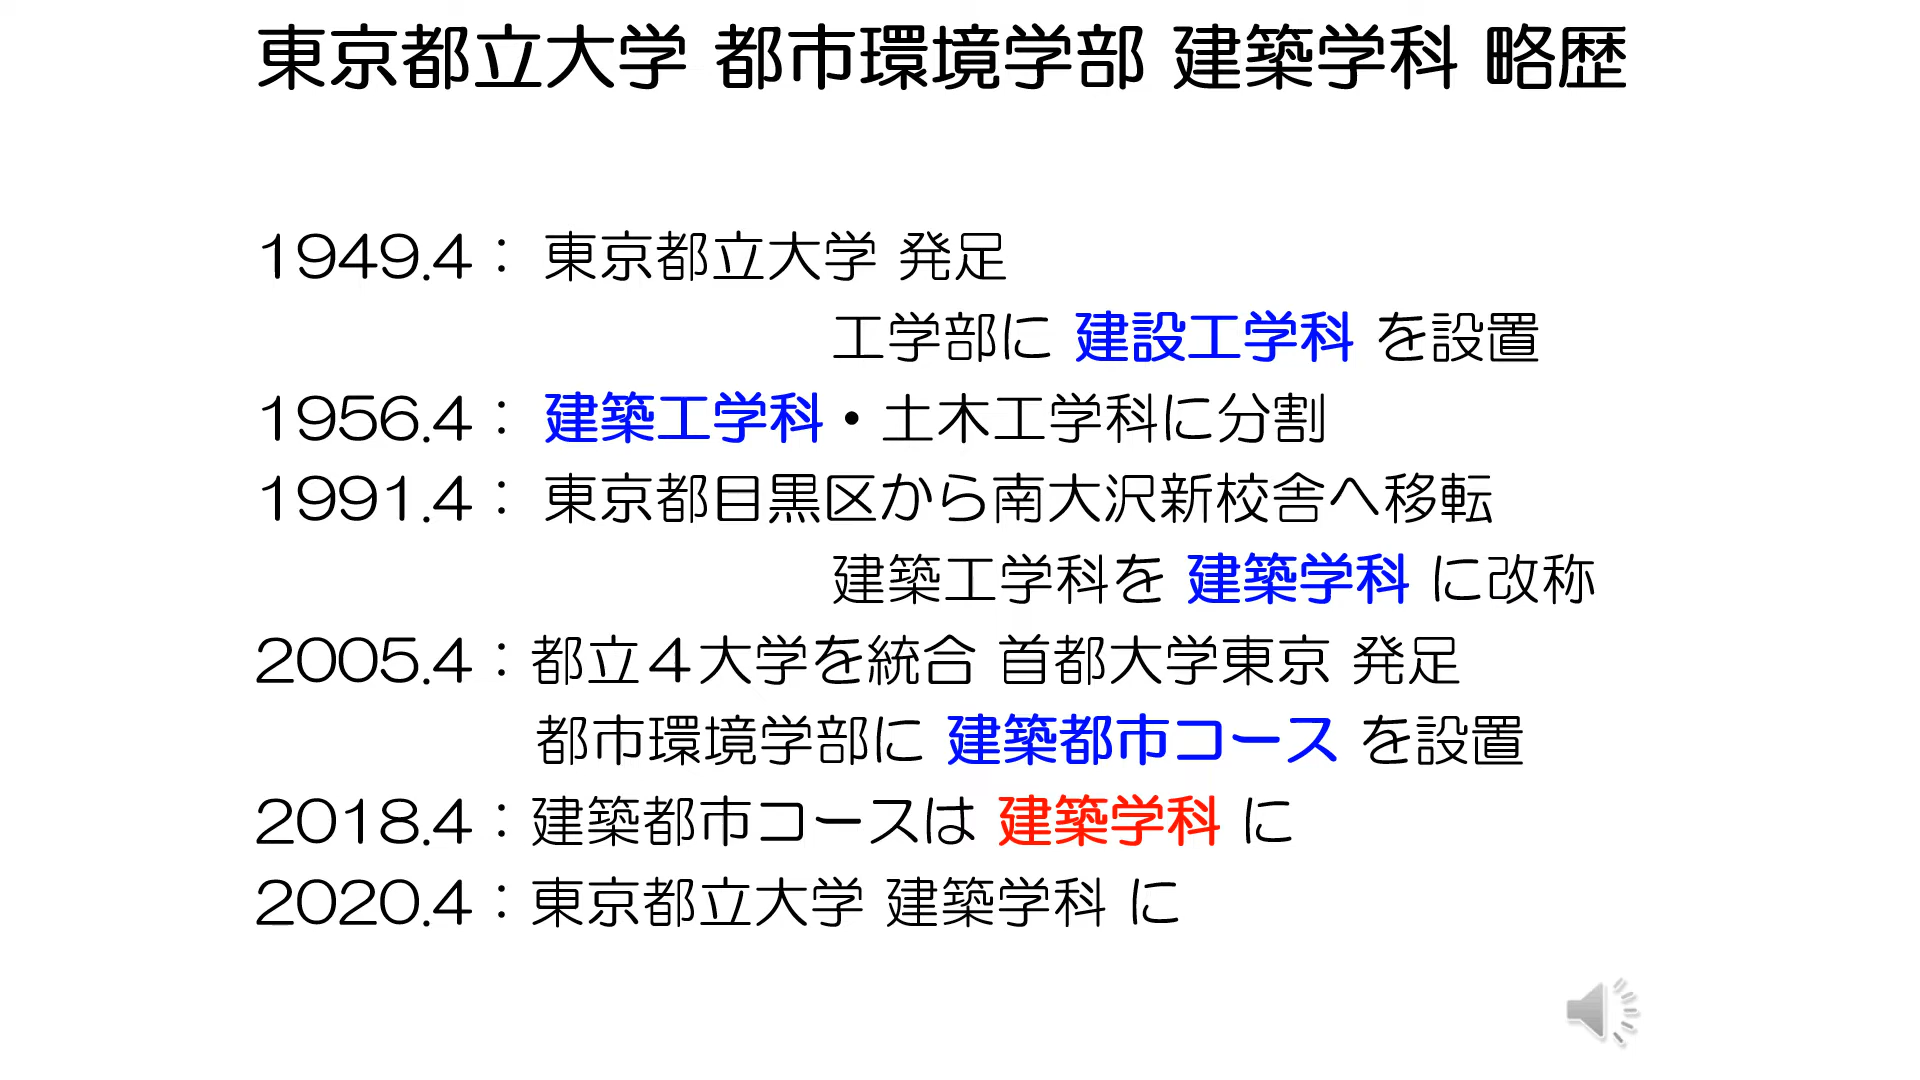 東京都立大学 都市環境学部 建築学科 略歴
1949.4： 東京都立大学 発足
工学部に 建設工学科 を設置
1956.4： 建築工学科・土木工学科に分割
1991.4： 東京都目黒区から南大沢新校舎へ移転
建築工学科を 建築学科 に改称
2005.4：都立４大学を統合 首都大学東京 発足
都市環境学部に 建築都市コース を設置
2018.4：建築都市コースは 建築学科 に
2020.4：東京都立大学 建築学科 に